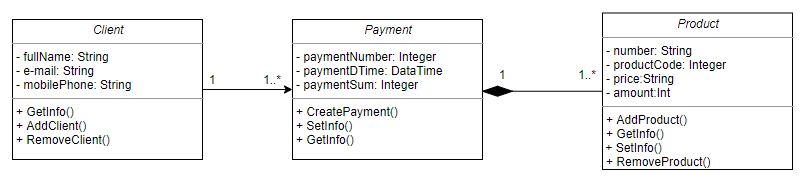 Client
- fullName: String
- e-mail: String
- mobilePhone: String
+ GetInfo()
+ AddClient()
+ RemoveClient()
1
1..*
Payment
- paymentNumber: Integer
- paymentDTime: DataTime
- paymentSum: Integer
+ CreatePayment()
+ SetInfo()
+ GetInfo()
1
1..*
Product
- number: String
- productCode: Integer
- price:String
- amount:Int
+ AddProduct()
+ GetInfo()
+ SetInfo()
+ RemoveProduct()